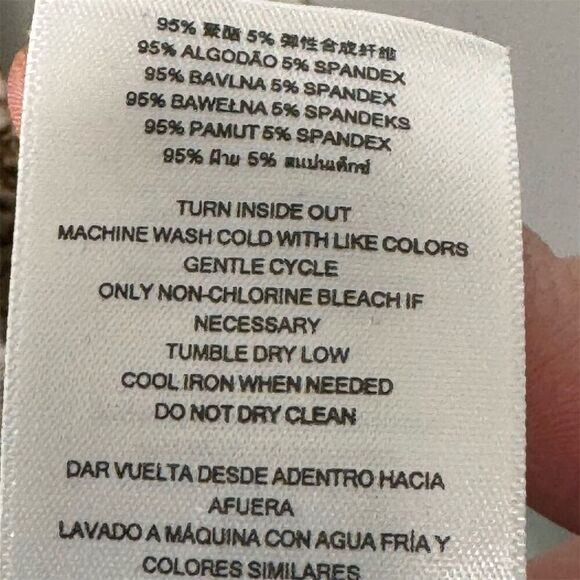 95% 聚酯 5% 彈性合成纤维
95% ALGODÃO 5% SPANDEX
95% BAVLNA 5% SPANDEX
95% BAWEŁNA 5% SPANDEKS
95% PAMUT 5% SPANDEX
95% ฝ้าย 5% สแปนเด็กซ์
TURN INSIDE OUT
MACHINE WASH COLD WITH LIKE COLORS
GENTLE CYCLE
ONLY NON-CHLORINE BLEACH IF
NECESSARY
TUMBLE DRY LOW
COOL IRON WHEN NEEDED
DO NOT DRY CLEAN
DAR VUELTA DESDE ADENTRO HACIA
AFUERA
LAVADO A MÁQUINA CON AGUA FRÍA Y
COLORES SIMILARES